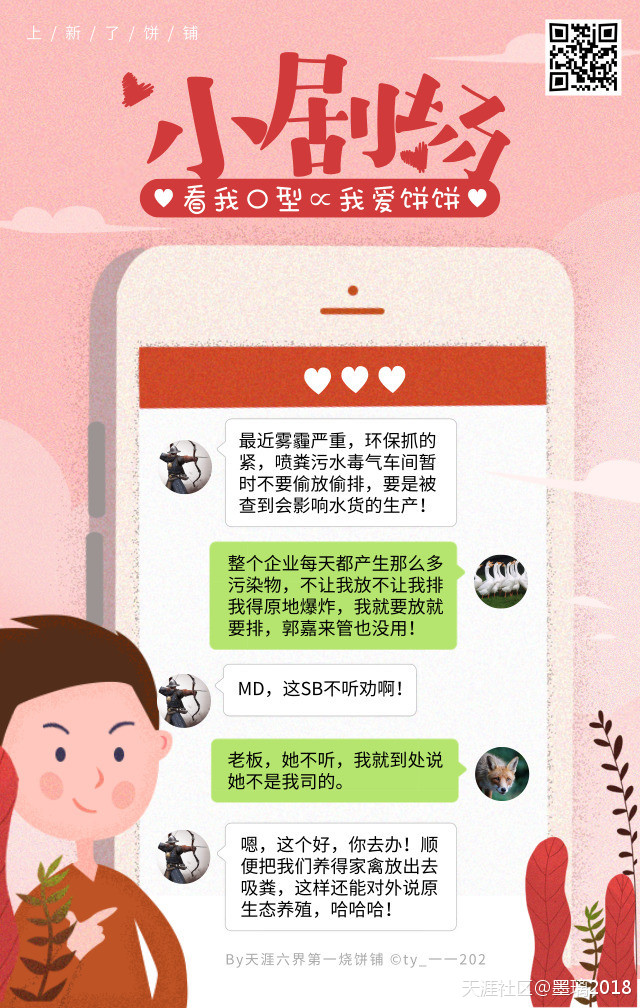 上/新/了/饼/铺
小剧场
看我〇型∝我爱饼饼
最近雾霾严重，环保抓的
紧，喷粪污水毒气车间暂
时不要偷放偷排，要是被
查到会影响水货的生产！
整个企业每天都产生那么多
污染物，不让我放不让我排
我得原地爆炸，我就要放就
要排，郭嘉来管也没用！
MD，这SB不听劝啊！
老板，她不听，我就到处说
她不是我司的。
嗯，这个好，你去办！顺
便把我们养得家禽放出去
吸粪，这样还能对外说原
生态养殖，哈哈哈！
By天涯六界第一烧饼铺 ©ty_一一202
天涯社区@墨璃2018